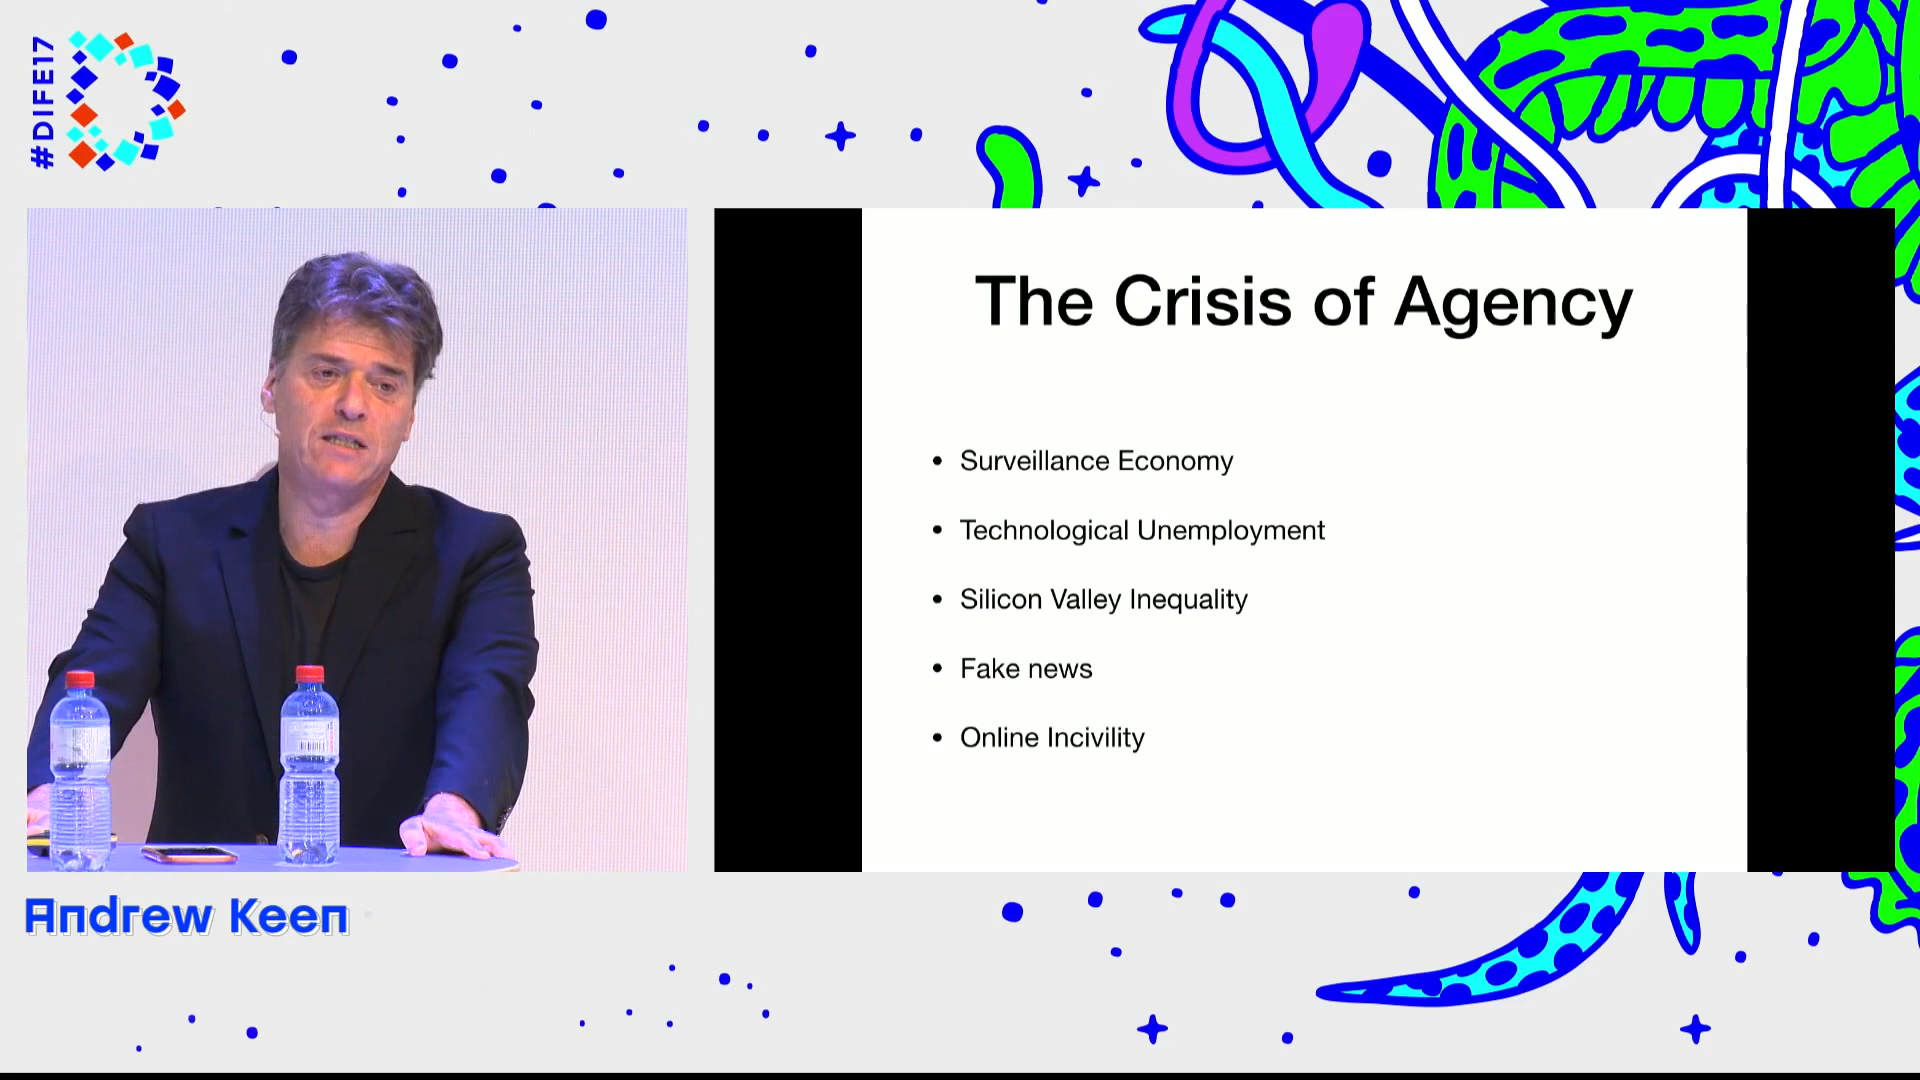 #DIFE17
The Crisis of Agency
• Surveillance Economy
• Technological Unemployment
• Silicon Valley Inequality
• Fake news
• Online Incivility
Andrew Keen